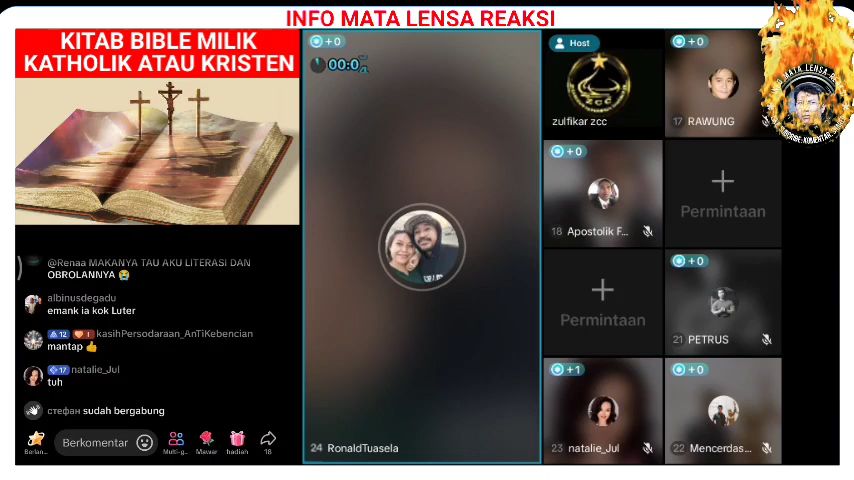 INFO MATA LENSA REAKSI
KITAB BIBLE MILIK
KATHOLIK ATAU KRISTEN
@Renaa MAKANYA TAU AKU LITERASI DAN
OBROLANNYA 😭
albinusdegadu
emank ia kok Luter
12 1 kasihPersodaraan_AnTiKebencian
mantap 👍
17 natalie_Jul
tuh
стефан sudah bergabung
Berlan...
Berkomentar
Multi-g...
Mawar
hadiah
18
+0
00:0
24 RonaldTuasela
Host
zulfikar zcc
+0
17 RAWUNG
+0
18 Apostolik F...
Permintaan
Permintaan
+0
21 PETRUS
+1
23 natalie_Jul
+0
22 Mencerdas...